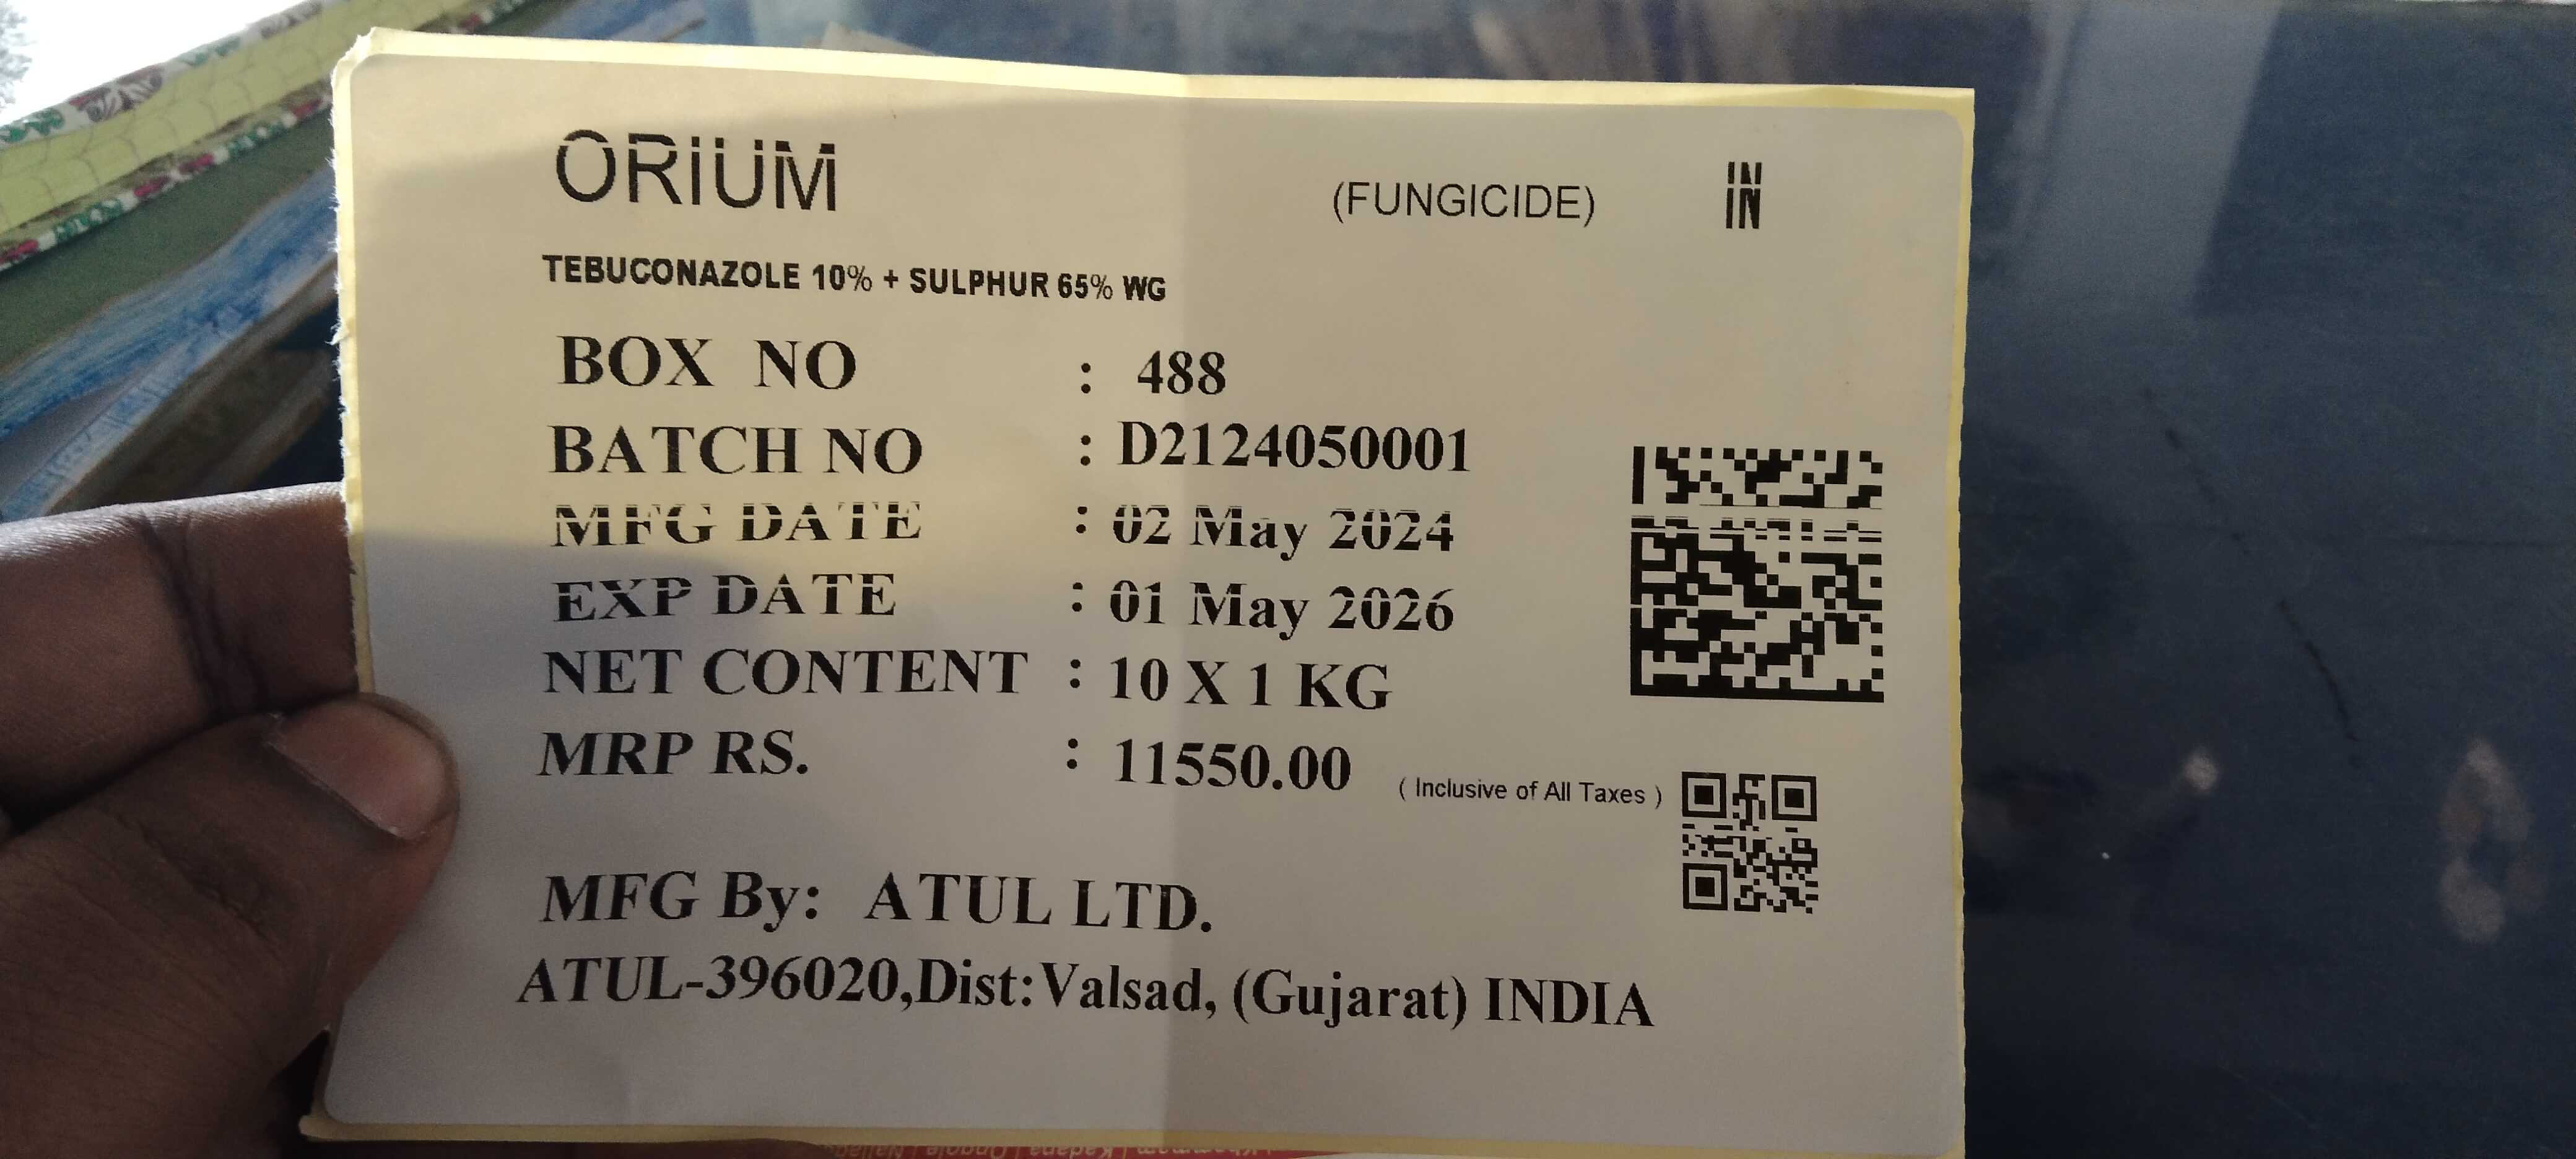 ORIUM (FUNGICIDE) IN
TEBUCONAZOLE 10% + SULPHUR 65% WG
BOX NO : 488
BATCH NO : D2124050001
MFG DATE : 02 May 2024
EXP DATE : 01 May 2026
NET CONTENT : 10 X 1 KG
MRP RS. : 11550.00 ( Inclusive of All Taxes )
MFG By: ATUL LTD.
ATUL-396020,Dist:Valsad, (Gujarat) INDIA